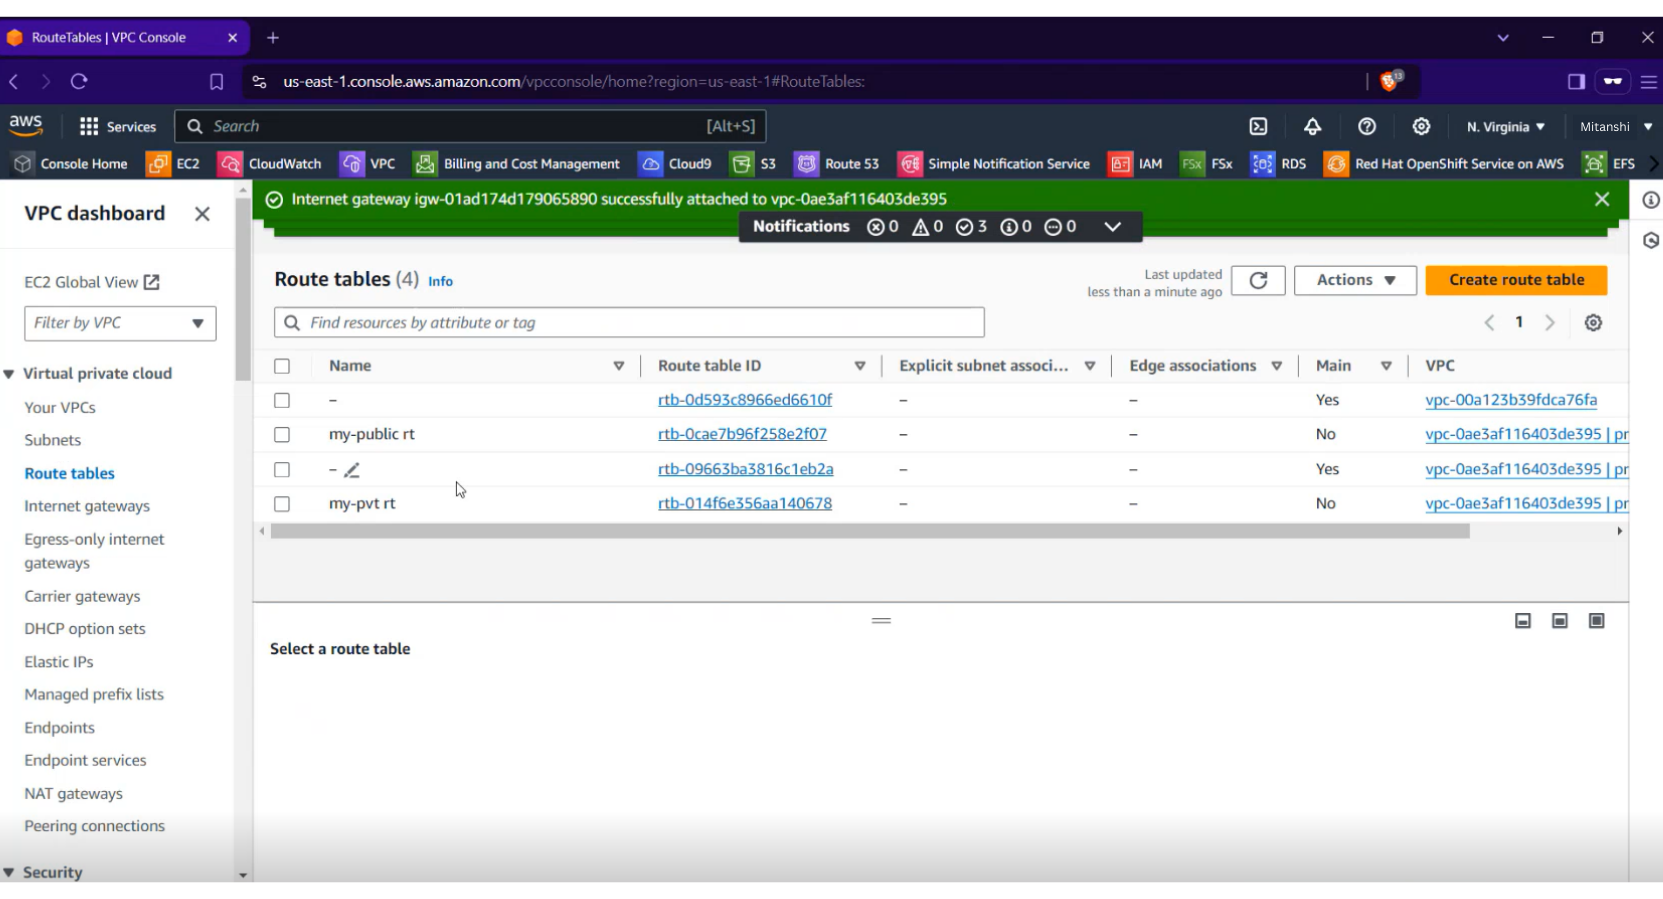 RouteTables | VPC Console
us-east-1.console.aws.amazon.com/vpcconsole/home?region=us-east-1#RouteTables:
13
aws Services Search [Alt+S] N. Virginia Mitanshi
Console Home EC2 CloudWatch VPC Billing and Cost Management Cloud9 S3 Route 53 Simple Notification Service IAM FSx FSx RDS Red Hat OpenShift Service on AWS EFS
VPC dashboard
EC2 Global View
Filter by VPC
Virtual private cloud
Your VPCs
Subnets
Route tables
Internet gateways
Egress-only internet
gateways
Carrier gateways
DHCP option sets
Elastic IPs
Managed prefix lists
Endpoints
Endpoint services
NAT gateways
Peering connections
Security
Internet gateway igw-01ad174d179065890 successfully attached to vpc-0ae3af116403de395
Notifications 0 0 3 0 0
Route tables (4) Info
Last updated
less than a minute ago
Actions
Create route table
Find resources by attribute or tag
1
Name Route table ID Explicit subnet associ... Edge associations Main VPC
– rtb-0d593c8966ed6610f – – Yes vpc-00a123b39fdca76fa
my-public rt rtb-0cae7b96f258e2f07 – – No vpc-0ae3af116403de395 | pr
– rtb-09663ba3816c1eb2a – – Yes vpc-0ae3af116403de395 | pr
my-pvt rt rtb-014f6e356aa140678 – – No vpc-0ae3af116403de395 | pr
Select a route table